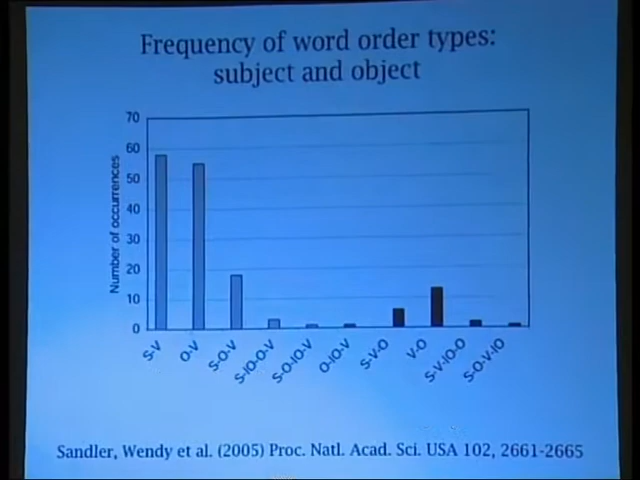 Frequency of word order types:
subject and object
70
60
50
40
30
20
10
0
Number of occurrences
S-V
O-V
S-O-V
S-IO-O-V
S-O-IO-V
O-IO-V
S-V-O
V-O
S-V-IO-O
S-O-V-IO
Sandler, Wendy et al. (2005) Proc. Natl. Acad. Sci. USA 102, 2661-2665